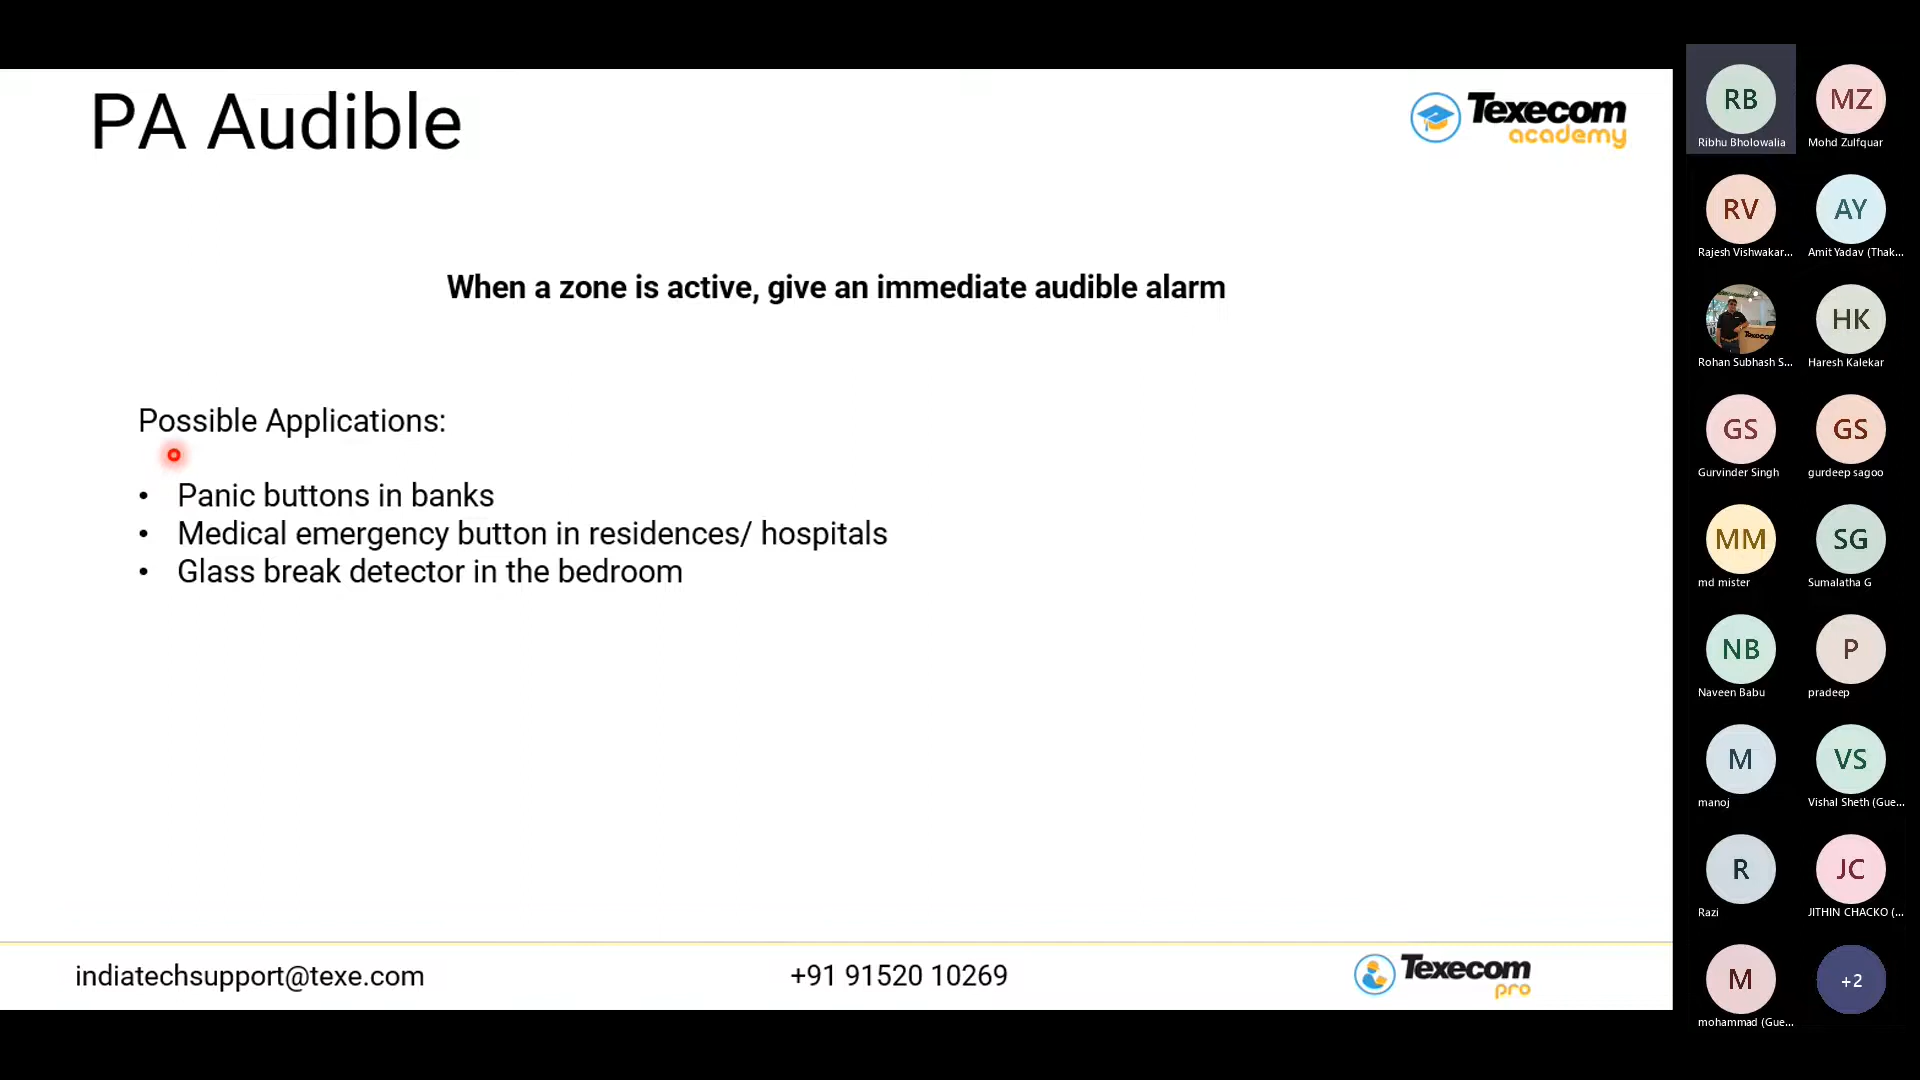 PA Audible
Texecom
academy
When a zone is active, give an immediate audible alarm
Possible Applications:
• Panic buttons in banks
• Medical emergency button in residences/ hospitals
• Glass break detector in the bedroom
indiatechsupport@texe.com
+91 91520 10269
Texecom
pro
RB
Ribhu Bholowalia
MZ
Mohd Zulfquar
RV
Rajesh Vishwakar...
AY
Amit Yadav (Thak...
Rohan Subhash S...
HK
Haresh Kalekar
GS
Gurvinder Singh
GS
gurdeep sagoo
MM
md mister
SG
Sumalatha G
NB
Naveen Babu
P
pradeep
M
manoj
VS
Vishal Sheth (Gue...
R
Razi
JC
JITHIN CHACKO (...
M
mohammad (Gue...
+2